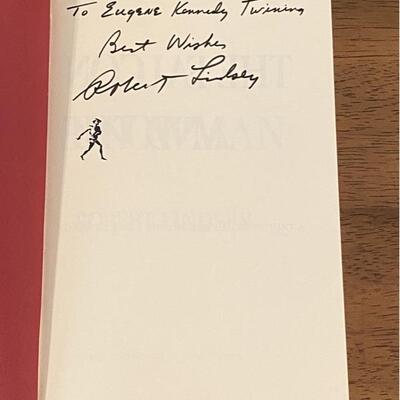 To Eugene Kennedy Twining
Best Wishes
Robert Lindsey